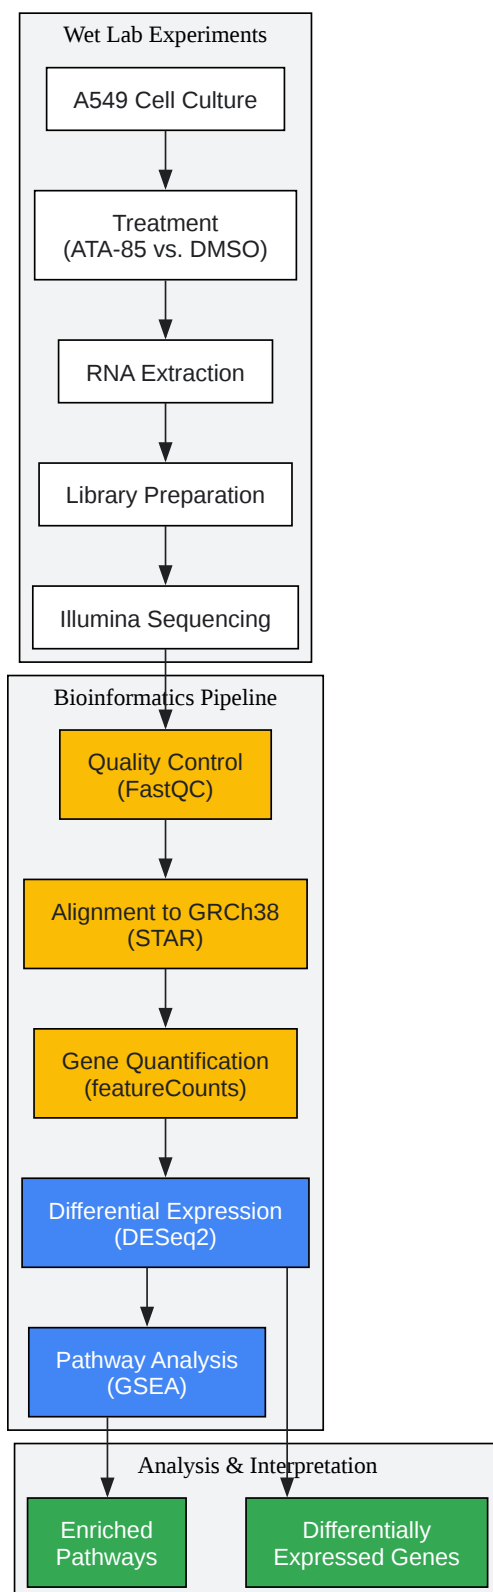 Wet Lab Experiments
A549 Cell Culture
Treatment
(ATA-85 vs. DMSO)
RNA Extraction
Library Preparation
Illumina Sequencing
Bioinformatics Pipeline
Quality Control
(FastQC)
Alignment to GRCh38
(STAR)
Gene Quantification
(featureCounts)
Differential Expression
(DESeq2)
Pathway Analysis
(GSEA)
Analysis & Interpretation
Enriched
Pathways
Differentially
Expressed Genes